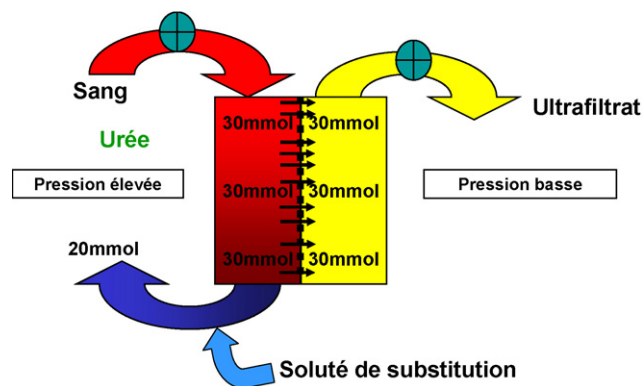 Sang
Ultrafiltrat
30mmol 30mmol
Urée
Pression élevée
30mmol 30mmol
Pression basse
20mmol
30mmol 30mmol
Soluté de substitution